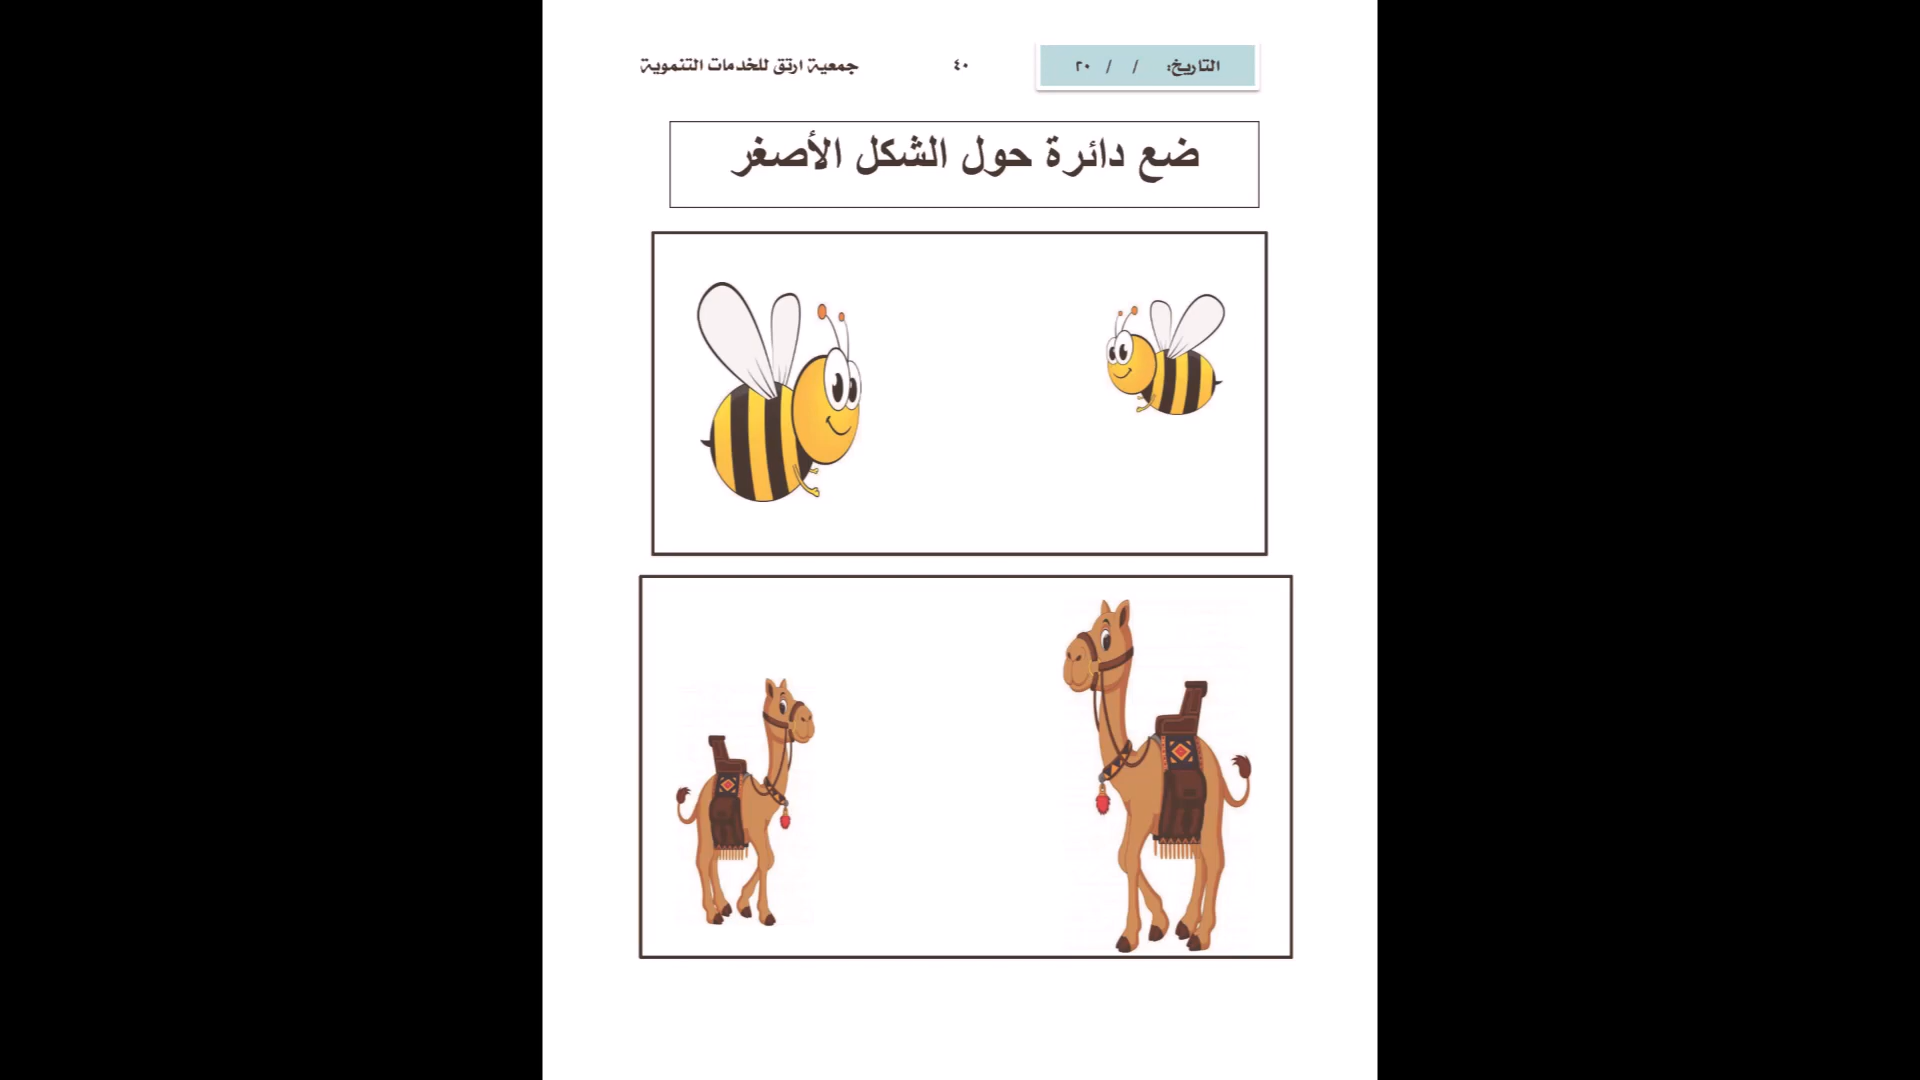 التاريخ: / / ٢٠ ٤٠ جمعية ارتق للخدمات التنموية
ضع دائرة حول الشكل الأصغر